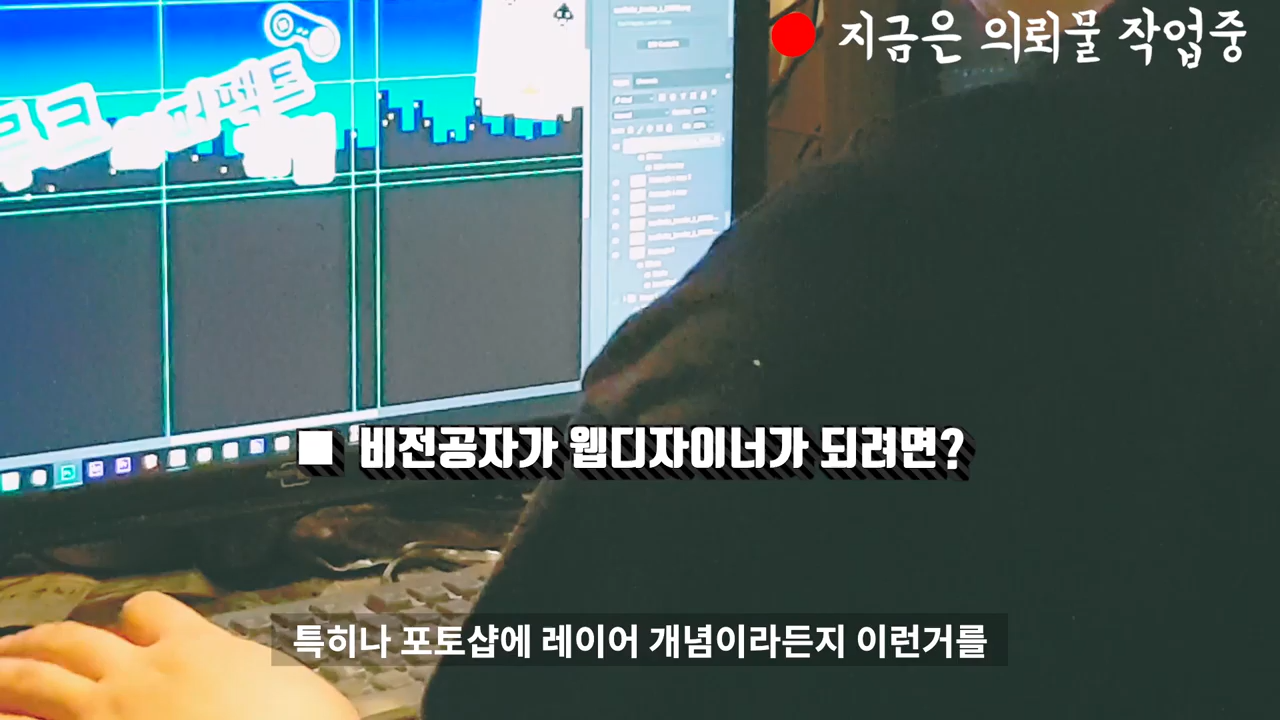 지금은 의뢰물 작업중
■ 비전공자가 웹디자이너가 되려면?
특히나 포토샵에 레이어 개념이라든지 이런거를